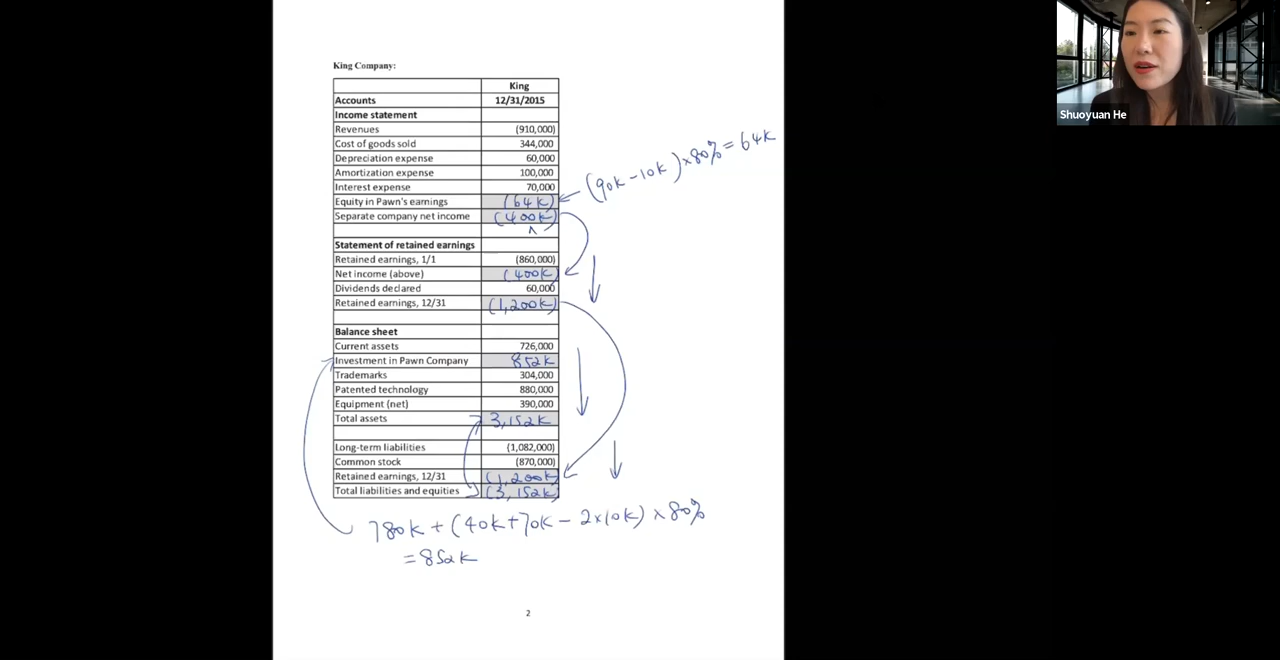 King Company:
King
Accounts 12/31/2015
Income statement
Revenues (910,000)
Cost of goods sold 344,000
Depreciation expense 60,000
Amortization expense 100,000
Interest expense 70,000
Equity in Pawn's earnings (64K) (90K-10K)×80%=64K
Separate company net income (400K)
Statement of retained earnings
Retained earnings, 1/1 (860,000)
Net income (above) (400K)
Dividends declared 60,000
Retained earnings, 12/31 (1,200K)
Balance sheet
Current assets 726,000
Investment in Pawn Company 852K
Trademarks 304,000
Patented technology 880,000
Equipment (net) 390,000
Total assets 3,152K
Long-term liabilities (1,082,000)
Common stock (870,000)
Retained earnings, 12/31 (1,200K)
Total liabilities and equities (3,152K)
780K+(40K+70K-2×10K)×80%
=852K
2
Shuoyuan He